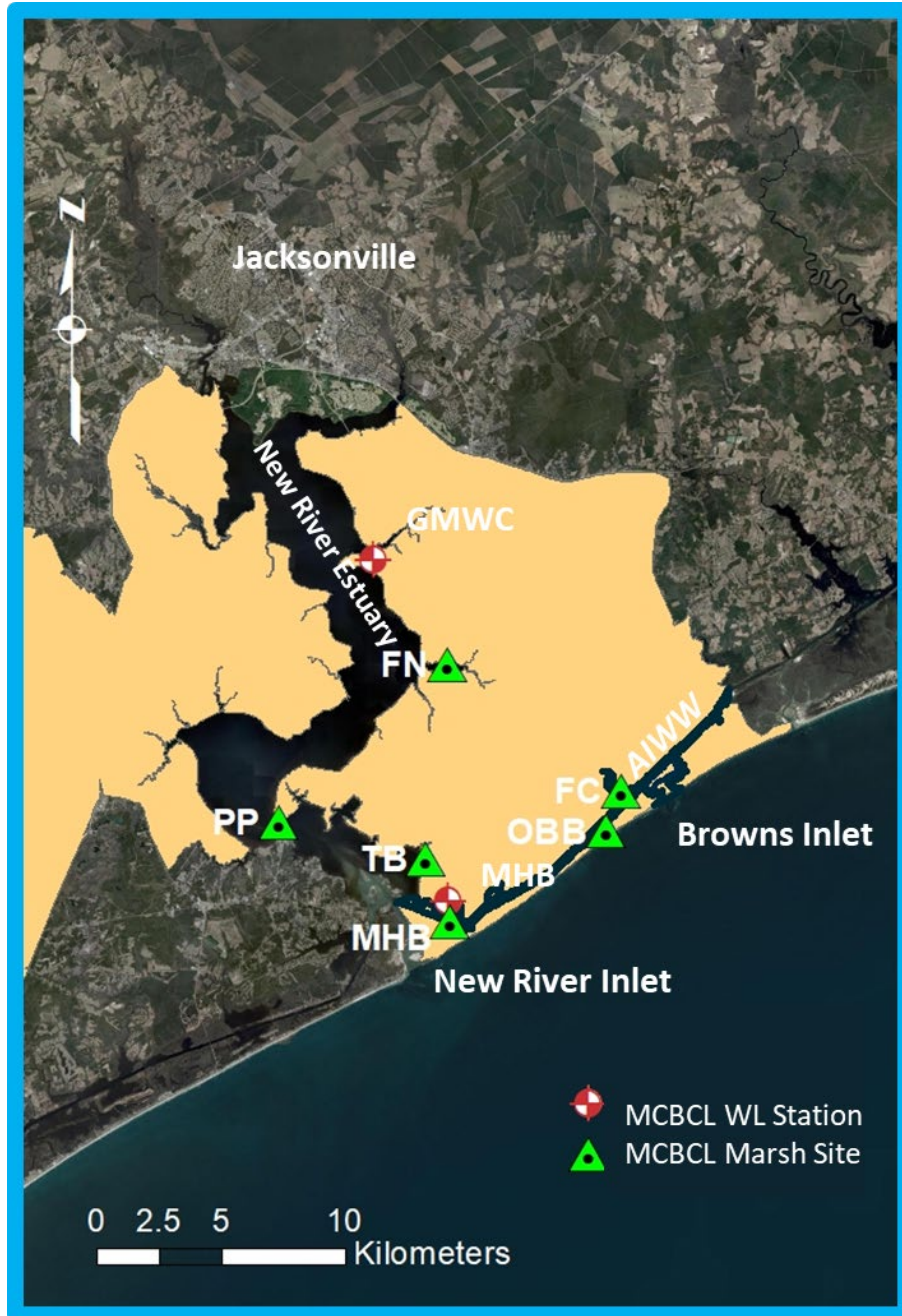 Z
Jacksonville
New River Estuary
GMWC
FN
AIWW
FC
PP
OBB
Browns Inlet
TB
MHB
MHB
New River Inlet
MCBCL WL Station
MCBCL Marsh Site
0 2.5 5 10
Kilometers